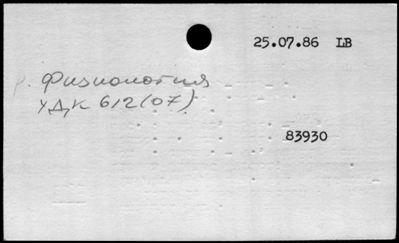 25.07.86 LB
р. Физиология
УДК 612(07)
83930